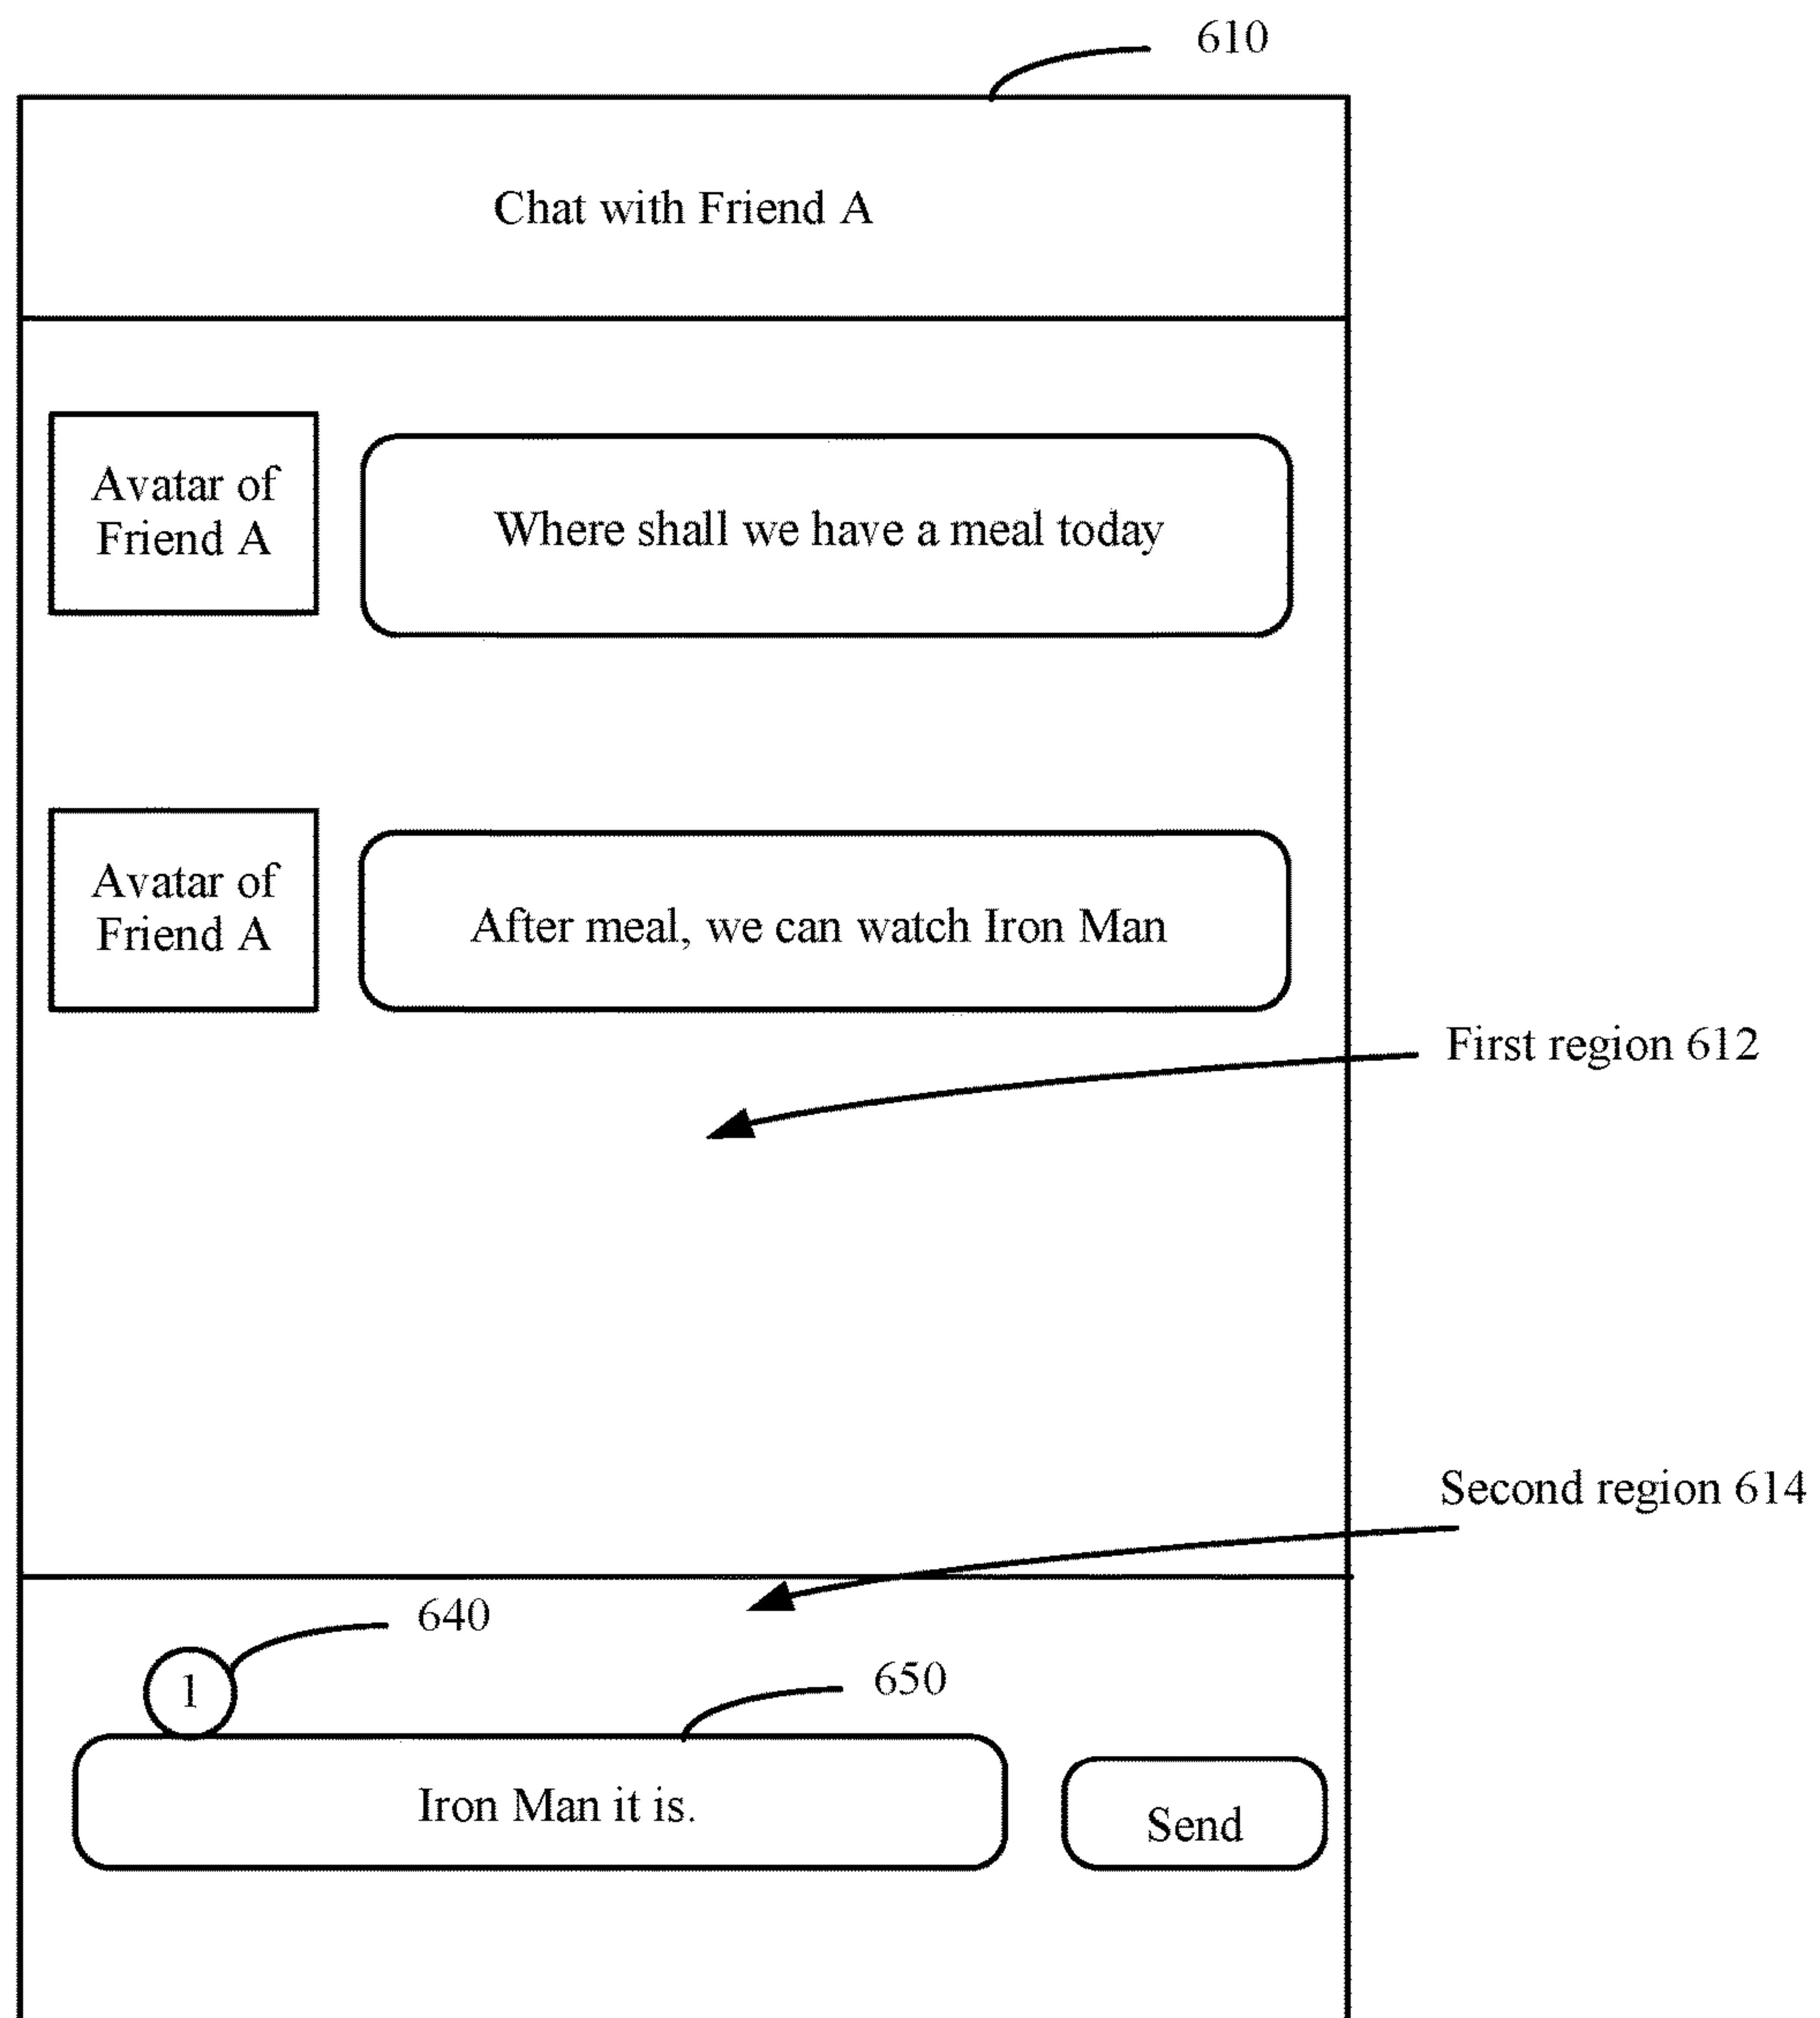 610
Chat with Friend A
Avatar of
Friend A
Where shall we have a meal today
Avatar of
Friend A
After meal, we can watch Iron Man
First region 612
Second region 614
640
1
650
Iron Man it is.
Send